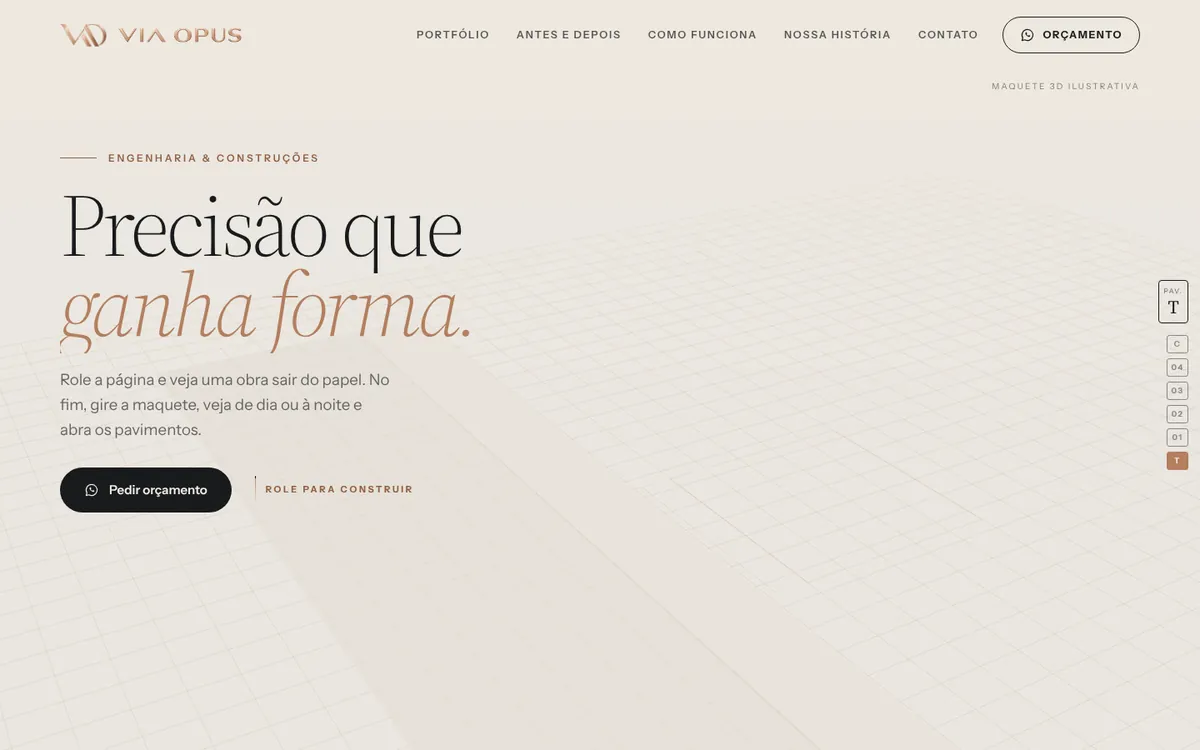 VIA OPUS
PORTFÓLIO
ANTES E DEPOIS
COMO FUNCIONA
NOSSA HISTÓRIA
CONTATO
ORÇAMENTO
MAQUETE 3D ILUSTRATIVA
ENGENHARIA & CONSTRUÇÕES
Precisão que
ganha forma.
Role a página e veja uma obra sair do papel. No
fim, gire a maquete, veja de dia ou à noite e
abra os pavimentos.
Pedir orçamento
ROLE PARA CONSTRUIR
PAV.
T
C
04
03
02
01
T